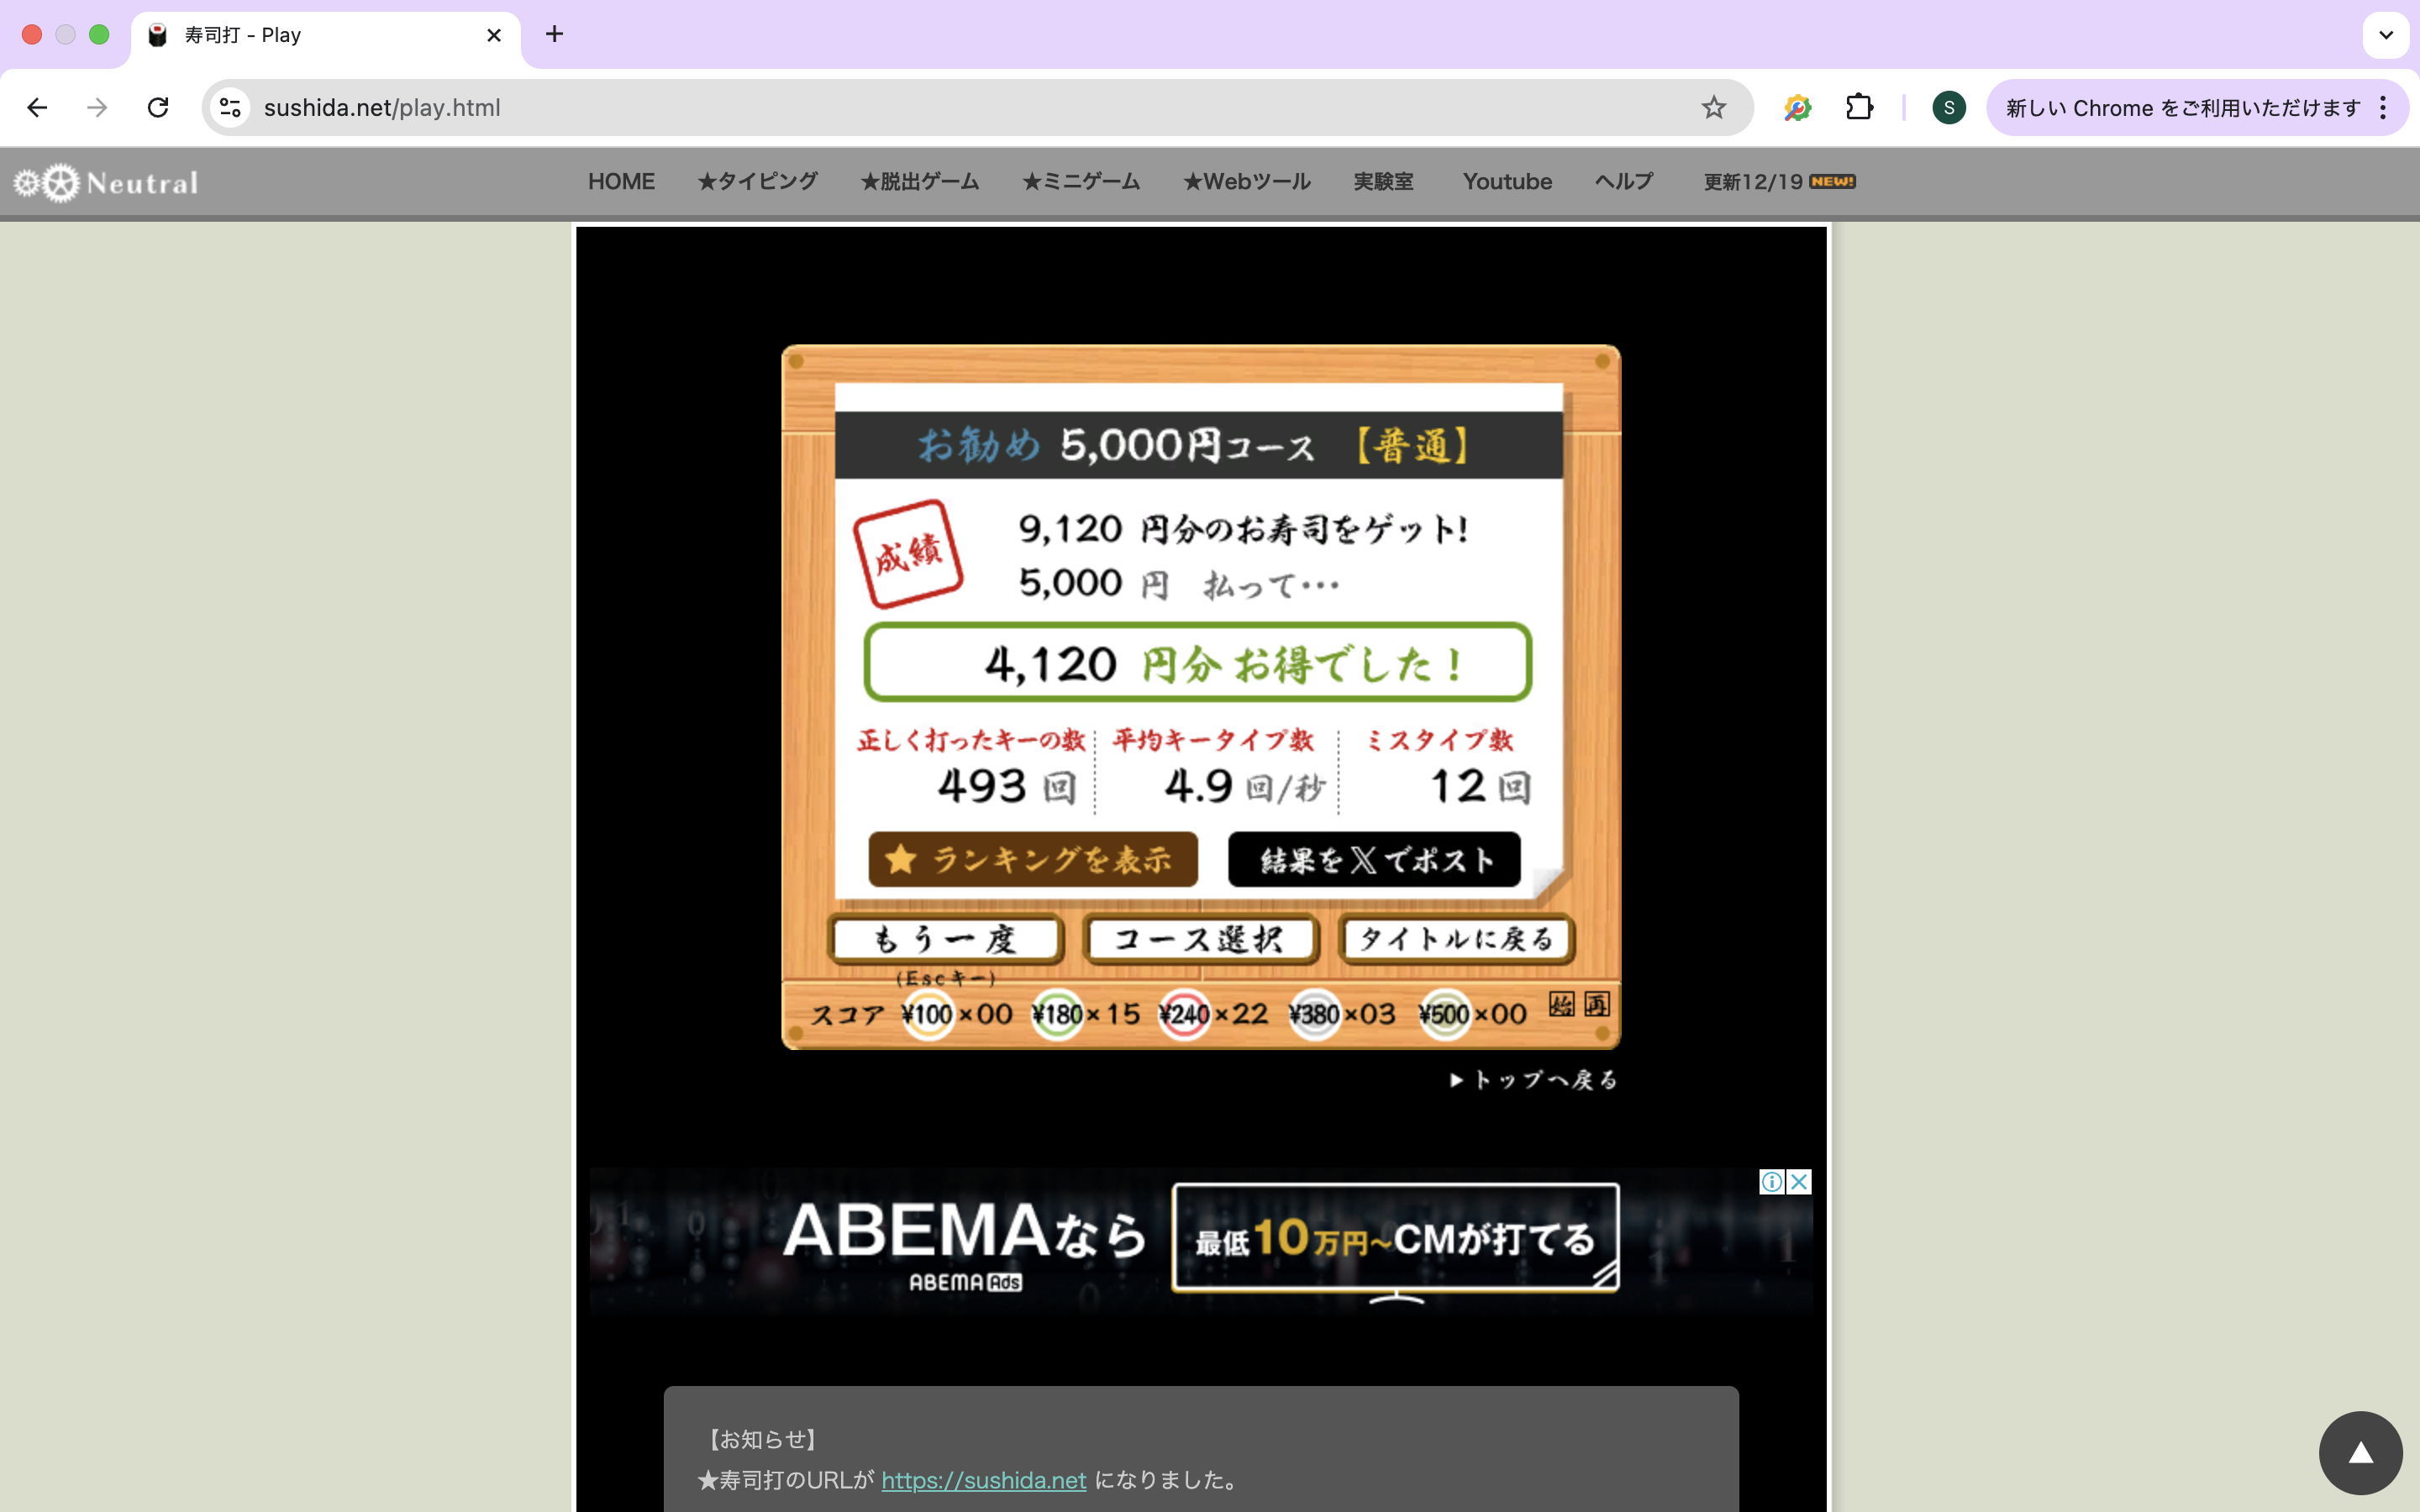 寿司打 - Play
sushida.net/play.html
S
新しい Chrome をご利用いただけます
Neutral
HOME ★タイピング ★脱出ゲーム ★ミニゲーム ★Webツール 実験室 Youtube ヘルプ 更新12/19 NEW!
お勧め 5,000円コース 【普通】
成績
9,120 円分のお寿司をゲット!
5,000 円 払って…
4,120 円分 お得でした！
正しく打ったキーの数 平均キータイプ数 ミスタイプ数
493 回 4.9 回/秒 12 回
★ ランキングを表示 結果を𝕏でポスト
もう一度 コース選択 タイトルに戻る
(Escキー)
スコア ¥100×00 ¥180×15 ¥240×22 ¥380×03 ¥500×00 始 再
▶トップへ戻る
ABEMAなら 最低10万円~CMが打てる
ABEMA Ads
【お知らせ】
★寿司打のURLが https://sushida.net になりました。